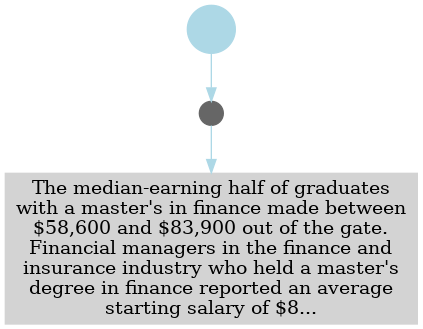 The median-earning half of graduates
with a master's in finance made between
$58,600 and $83,900 out of the gate.
Financial managers in the finance and
insurance industry who held a master's
degree in finance reported an average
starting salary of $8...